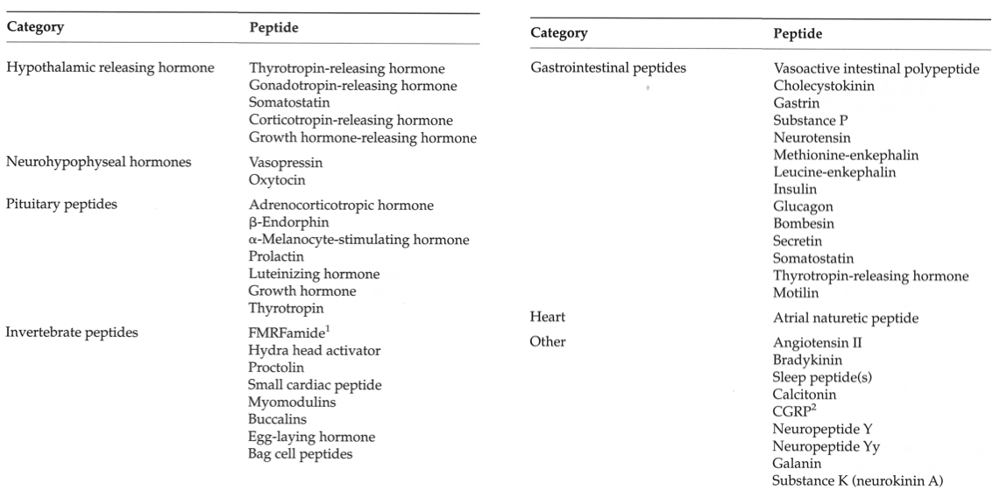 Category Peptide
Hypothalamic releasing hormone Thyrotropin-releasing hormone
Gonadotropin-releasing hormone
Somatostatin
Corticotropin-releasing hormone
Growth hormone-releasing hormone
Neurohypophyseal hormones Vasopressin
Oxytocin
Pituitary peptides Adrenocorticotropic hormone
β-Endorphin
α-Melanocyte-stimulating hormone
Prolactin
Luteinizing hormone
Growth hormone
Thyrotropin
Invertebrate peptides FMRFamide¹
Hydra head activator
Proctolin
Small cardiac peptide
Myomodulins
Buccalins
Egg-laying hormone
Bag cell peptides
Category Peptide
Gastrointestinal peptides Vasoactive intestinal polypeptide
Cholecystokinin
Gastrin
Substance P
Neurotensin
Methionine-enkephalin
Leucine-enkephalin
Insulin
Glucagon
Bombesin
Secretin
Somatostatin
Thyrotropin-releasing hormone
Motilin
Heart Atrial naturetic peptide
Other Angiotensin II
Bradykinin
Sleep peptide(s)
Calcitonin
CGRP²
Neuropeptide Y
Neuropeptide Yy
Galanin
Substance K (neurokinin A)